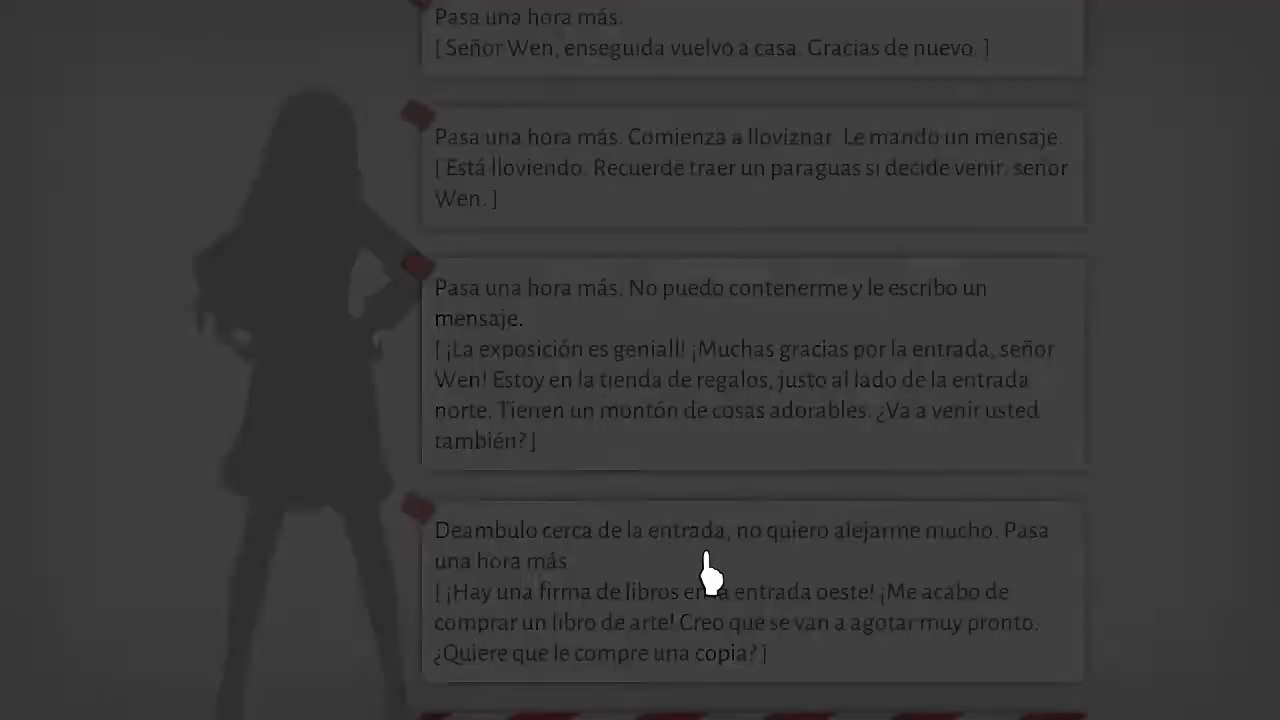 Pasa una hora más.
[ Señor Wen, enseguida vuelvo a casa. Gracias de nuevo. ]
Pasa una hora más. Comienza a lloviznar. Le mando un mensaje.
[ Está lloviendo. Recuerde traer un paraguas si decide venir, señor
Wen. ]
Pasa una hora más. No puedo contenerme y le escribo un
mensaje.
[ ¡La exposición es genial!! ¡Muchas gracias por la entrada, señor
Wen! Estoy en la tienda de regalos, justo al lado de la entrada
norte. Tienen un montón de cosas adorables. ¿Va a venir usted
también? ]
Deambulo cerca de la entrada, no quiero alejarme mucho. Pasa
una hora más.
[ ¡Hay una firma de libros en la entrada oeste! ¡Me acabo de
comprar un libro de arte! Creo que se van a agotar muy pronto.
¿Quiere que le compre una copia? ]